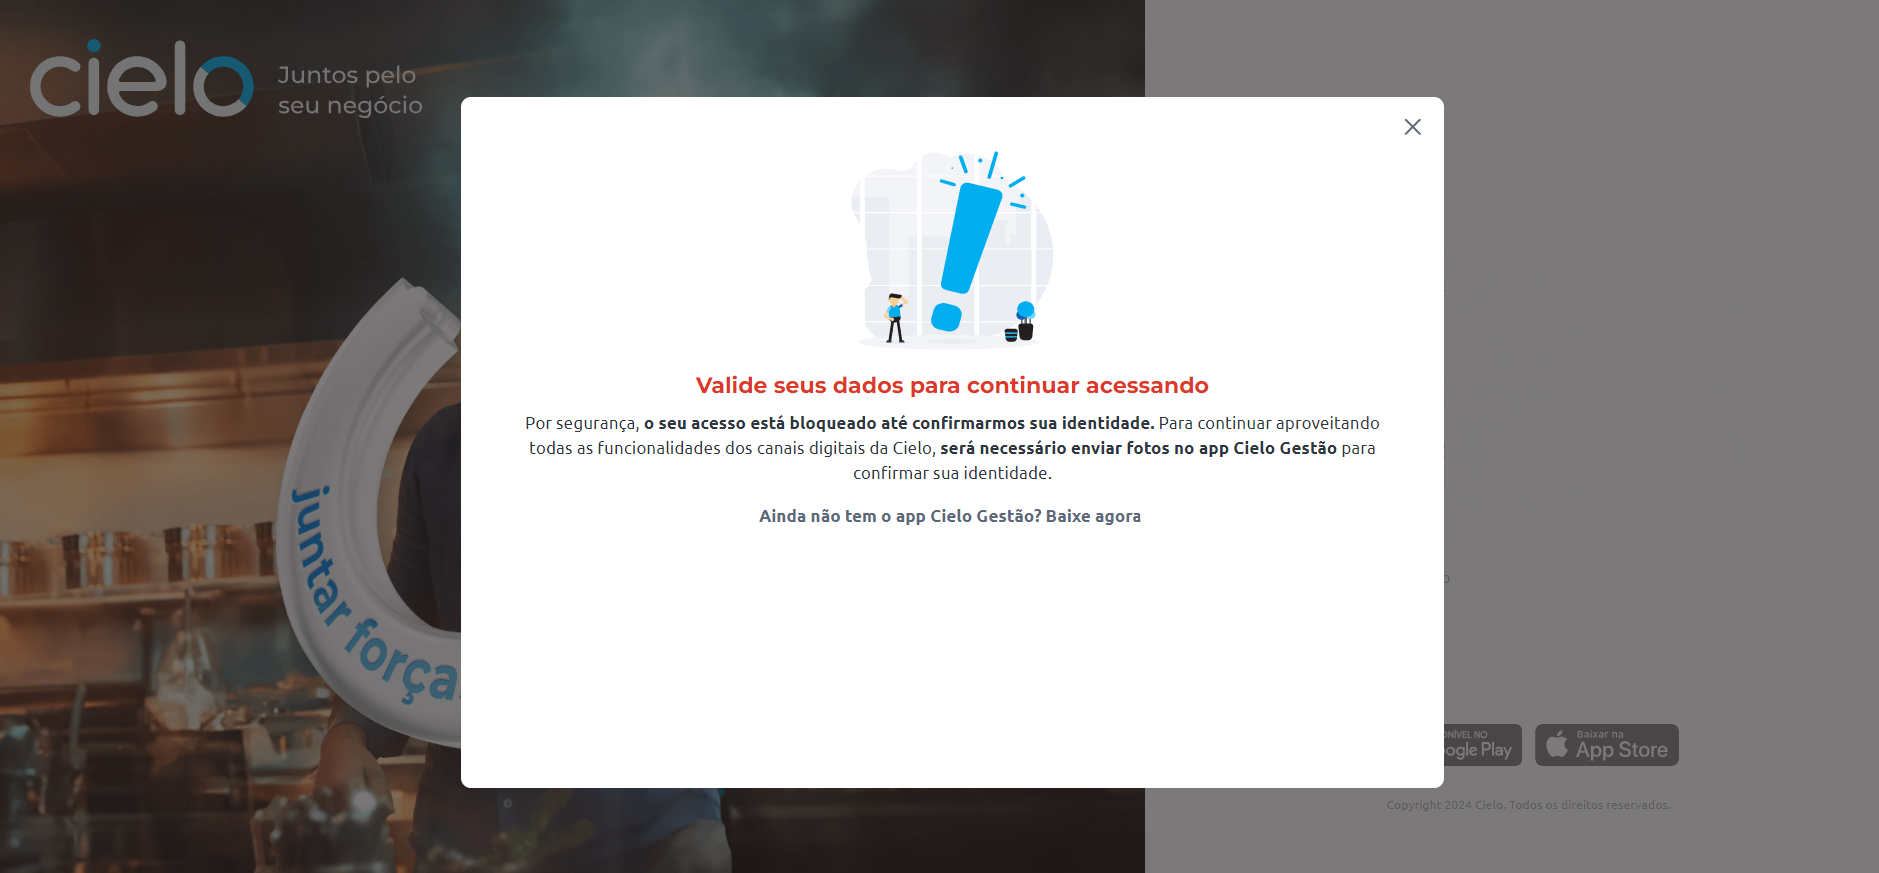 cielo
Juntos pelo
seu negócio
juntar força
Valide seus dados para continuar acessando
Por segurança, o seu acesso está bloqueado até confirmarmos sua identidade. Para continuar aproveitando
todas as funcionalidades dos canais digitais da Cielo, será necessário enviar fotos no app Cielo Gestão para
confirmar sua identidade.
Ainda não tem o app Cielo Gestão? Baixe agora
ONÍVEL NO
ogle Play
Baixar na
App Store
Copyright 2024 Cielo. Todos os direitos reservados.